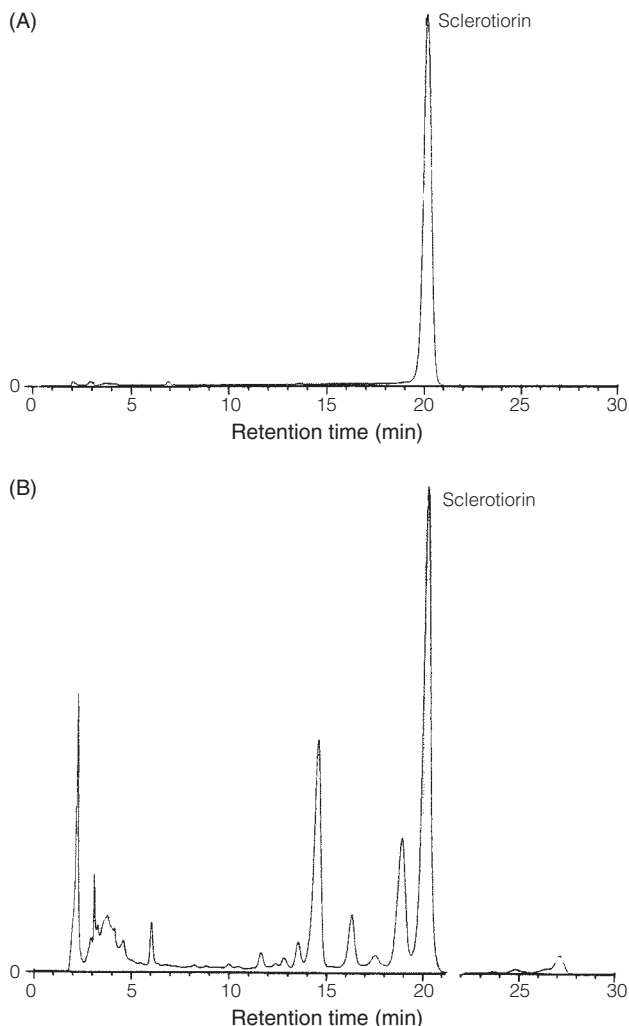 (A)
Sclerotiorin
0
0 5 10 15 20 25 30
Retention time (min)
(B)
Sclerotiorin
0
0 5 10 15 20 25 30
Retention time (min)